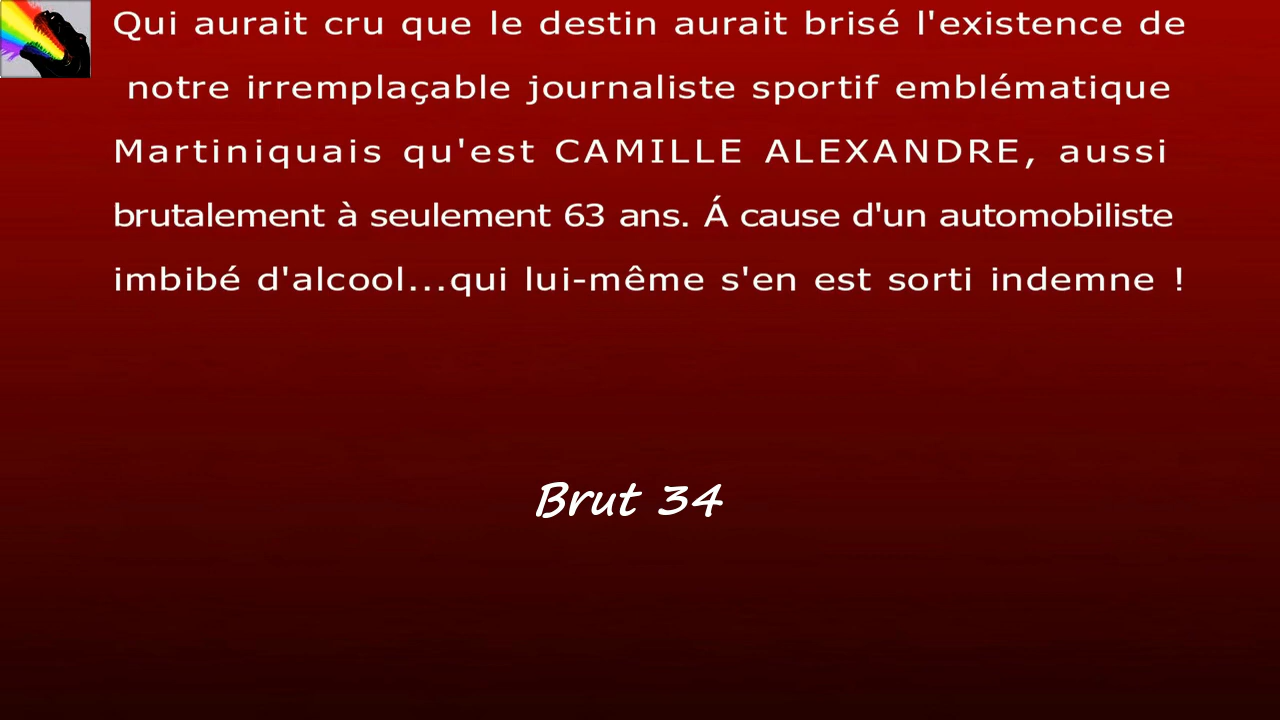 Qui aurait cru que le destin aurait brisé l'existence de
notre irremplaçable journaliste sportif emblématique
Martiniquais qu'est CAMILLE ALEXANDRE, aussi
brutalement à seulement 63 ans. Á cause d'un automobiliste
imbibé d'alcool...qui lui-même s'en est sorti indemne !
Brut 34